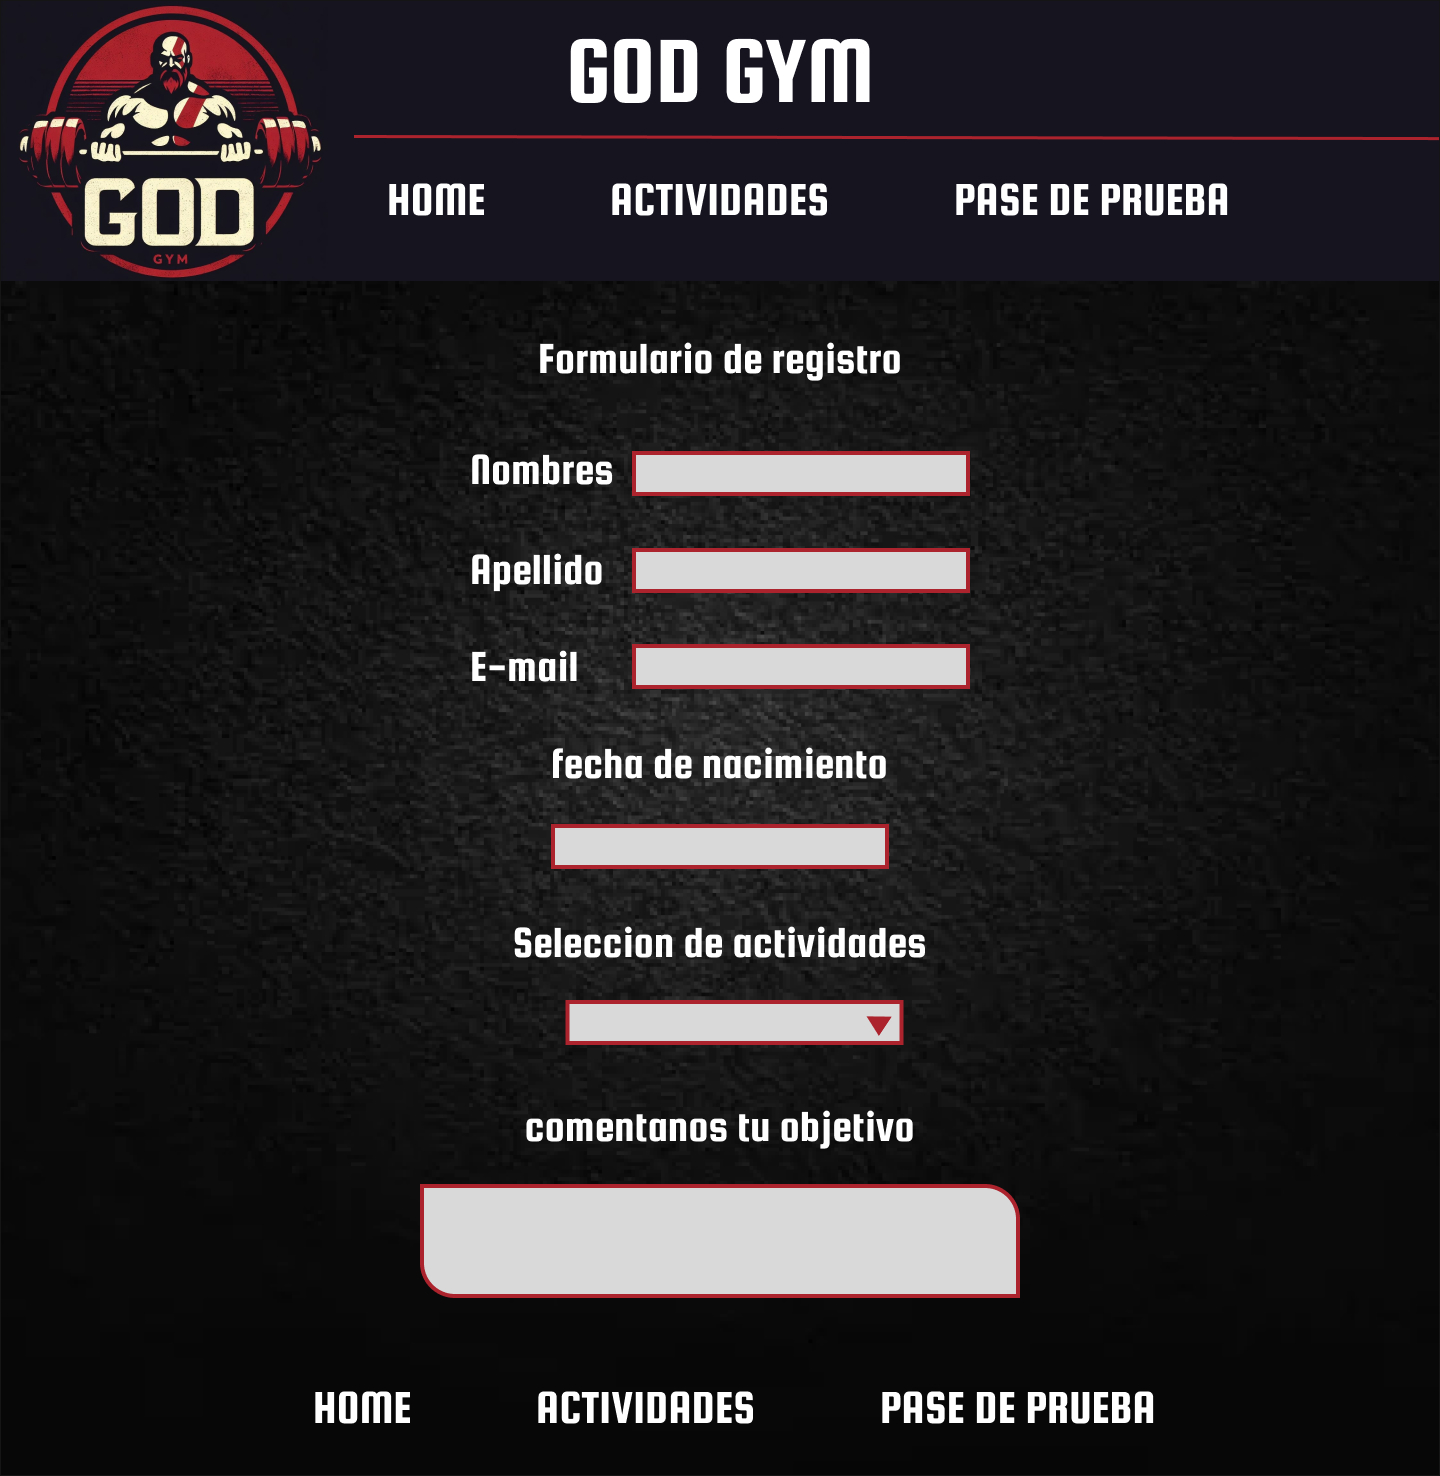 GOD
GYM
GOD GYM
HOME ACTIVIDADES PASE DE PRUEBA
Formulario de registro
Nombres
Apellido
E-mail
fecha de nacimiento
Seleccion de actividades
comentanos tu objetivo
HOME ACTIVIDADES PASE DE PRUEBA